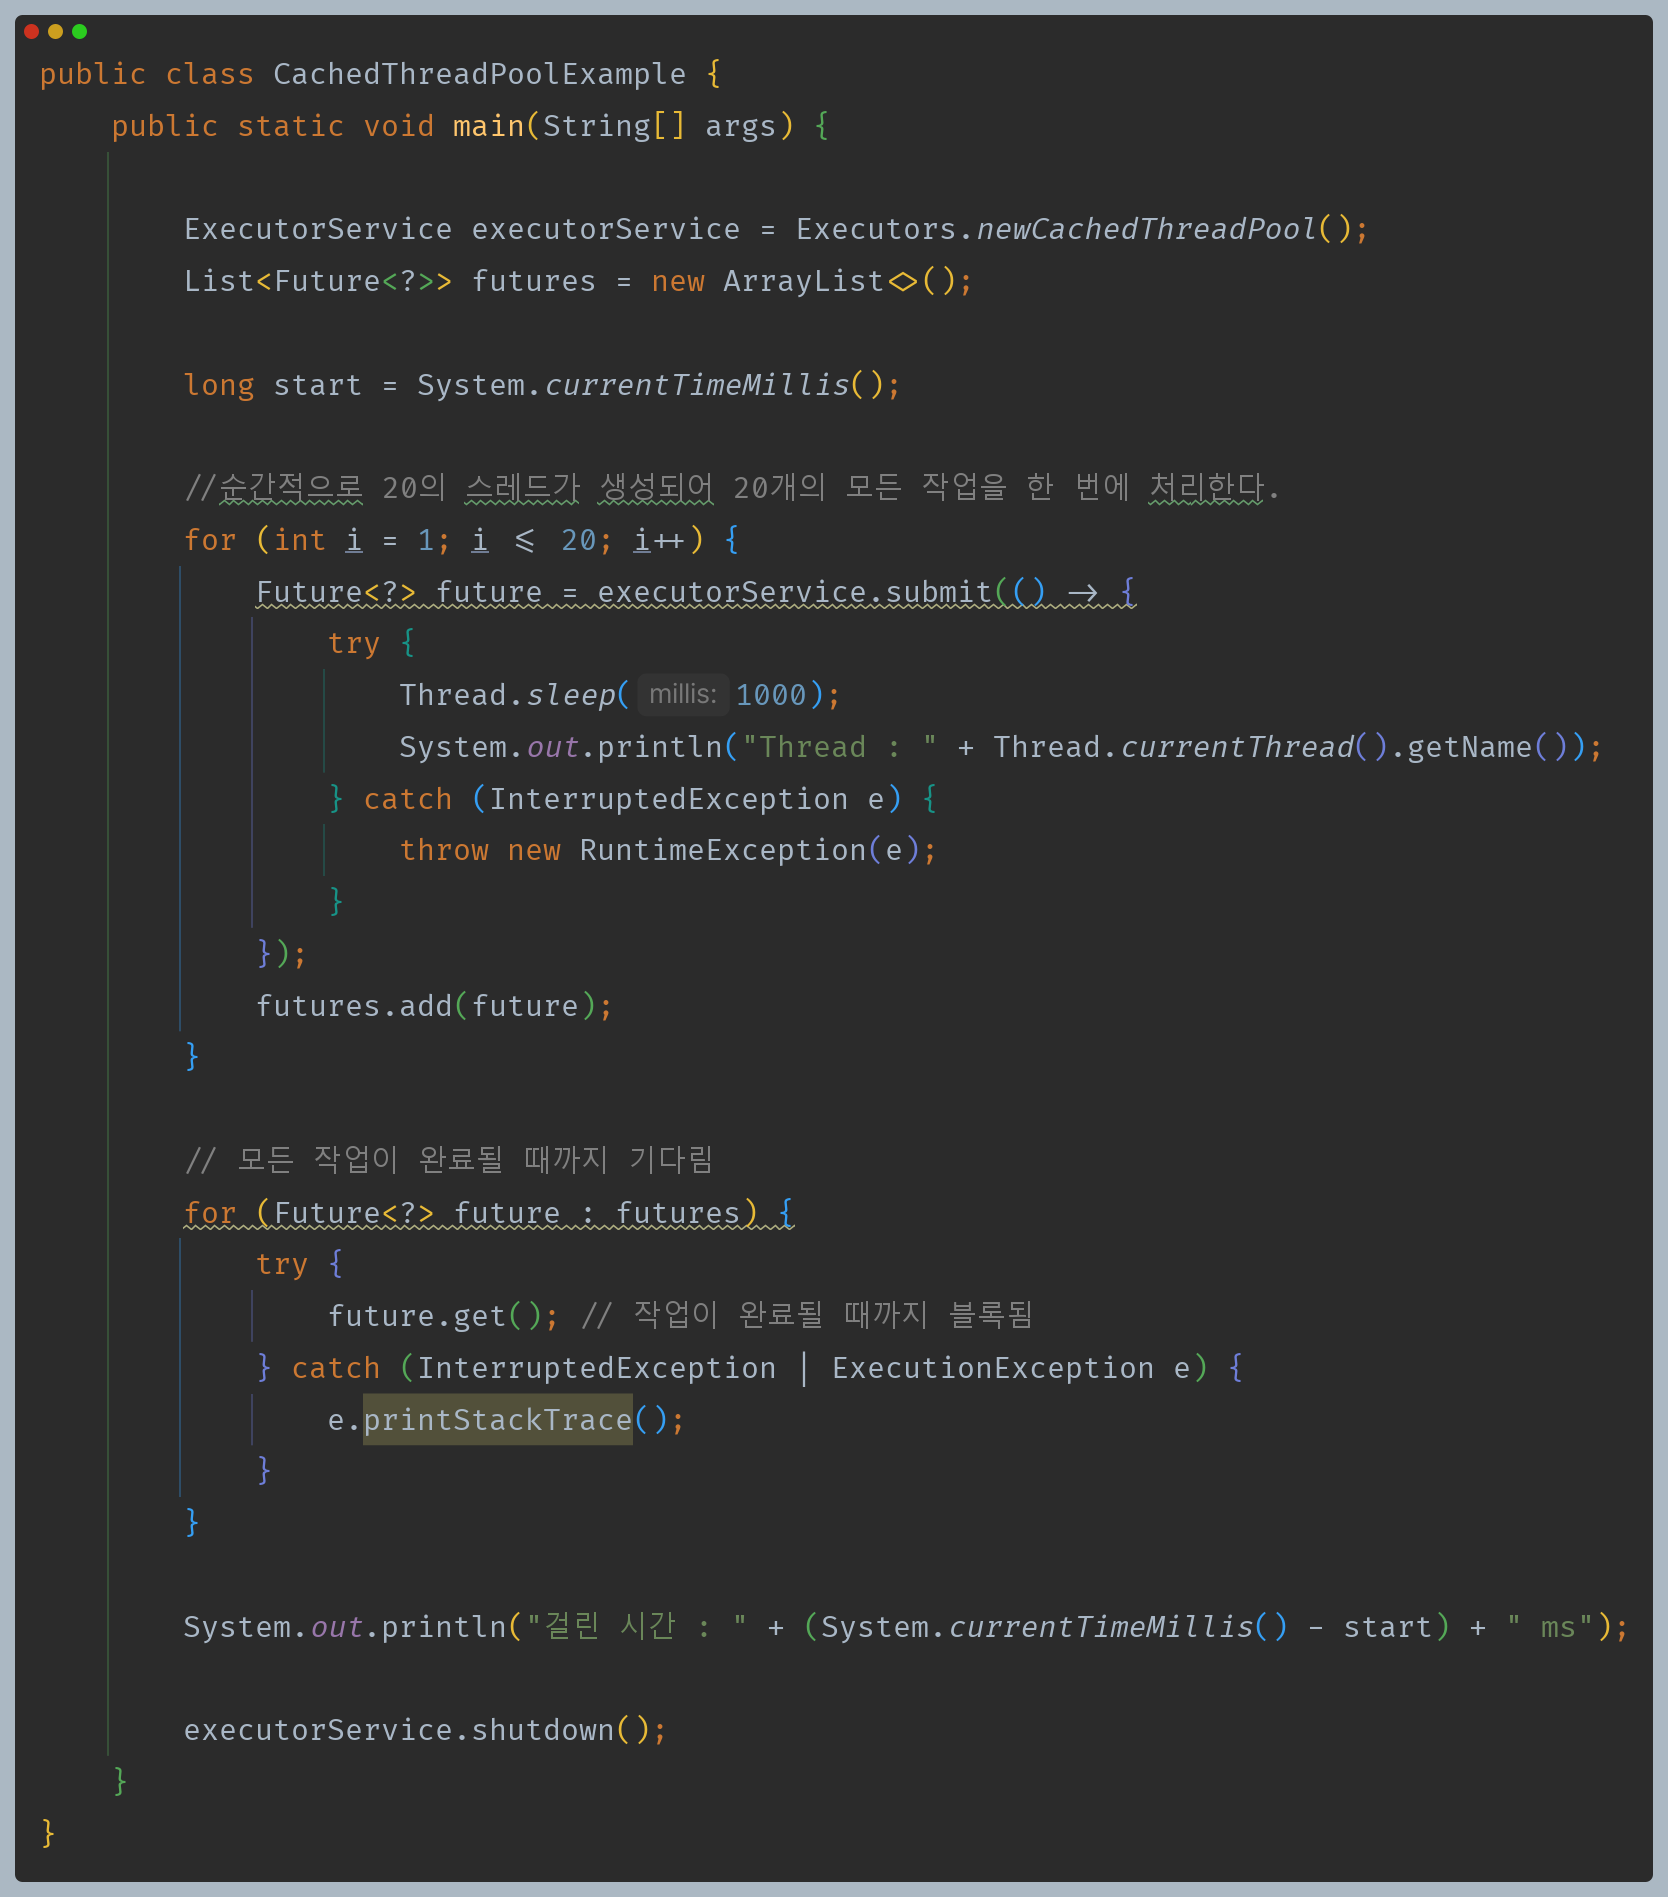 public class CachedThreadPoolExample {
    public static void main(String[] args) {

        ExecutorService executorService = Executors.newCachedThreadPool();
        List<Future<?>> futures = new ArrayList<>();

        long start = System.currentTimeMillis();

        //순간적으로 20의 스레드가 생성되어 20개의 모든 작업을 한 번에 처리한다.
        for (int i = 1; i <= 20; i++) {
            Future<?> future = executorService.submit(() -> {
                try {
                    Thread.sleep( millis: 1000);
                    System.out.println("Thread : " + Thread.currentThread().getName());
                } catch (InterruptedException e) {
                    throw new RuntimeException(e);
                }
            });
            futures.add(future);
        }

        // 모든 작업이 완료될 때까지 기다림
        for (Future<?> future : futures) {
            try {
                future.get(); // 작업이 완료될 때까지 블록됨
            } catch (InterruptedException | ExecutionException e) {
                e.printStackTrace();
            }
        }

        System.out.println("걸린 시간 : " + (System.currentTimeMillis() - start) + " ms");

        executorService.shutdown();
    }
}